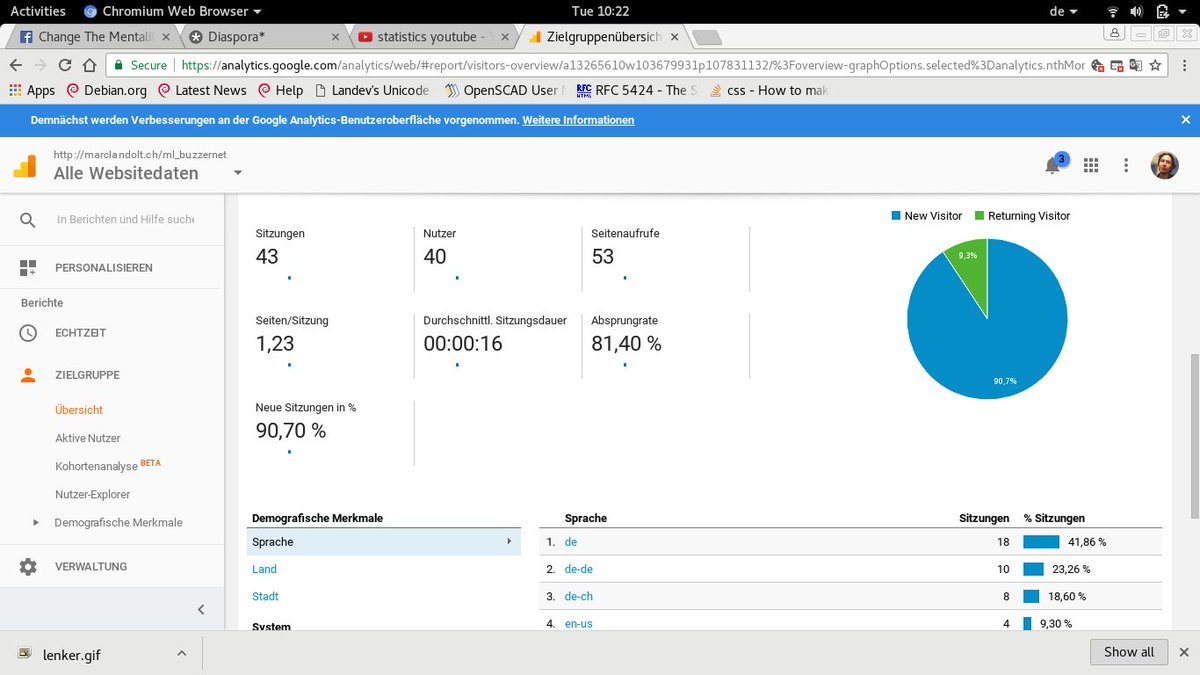 Activities Chromium Web Browser Tue 10:22 de
Change The Mentali Diaspora* statistics youtube - Y Zielgruppenübersich
Secure https://analytics.google.com/analytics/web/#report/visitors-overview/a13265610w103679931p107831132/%3Foverview-graphOptions.selected%3Danalytics.nthMor
Apps Debian.org Latest News Help Landev's Unicode OpenSCAD User RFC HTML RFC 5424 - The S css - How to mak
Demnächst werden Verbesserungen an der Google Analytics-Benutzeroberfläche vorgenommen. Weitere Informationen
http://marclandolt.ch/ml_buzzernet
Alle Websitedaten
3
In Berichten und Hilfe suche
PERSONALISIEREN
Berichte
ECHTZEIT
ZIELGRUPPE
Übersicht
Aktive Nutzer
Kohortenanalyse BETA
Nutzer-Explorer
Demografische Merkmale
VERWALTUNG
New Visitor Returning Visitor
Sitzungen
43
Nutzer
40
Seitenaufrufe
53
Seiten/Sitzung
1,23
Durchschnittl. Sitzungsdauer
00:00:16
Absprungrate
81,40 %
Neue Sitzungen in %
90,70 %
9,3%
90,7%
Demografische Merkmale
Sprache
Land
Stadt
System
Sprache Sitzungen % Sitzungen
1. de 18 41,86 %
2. de-de 10 23,26 %
3. de-ch 8 18,60 %
4. en-us 4 9,30 %
lenker.gif Show all